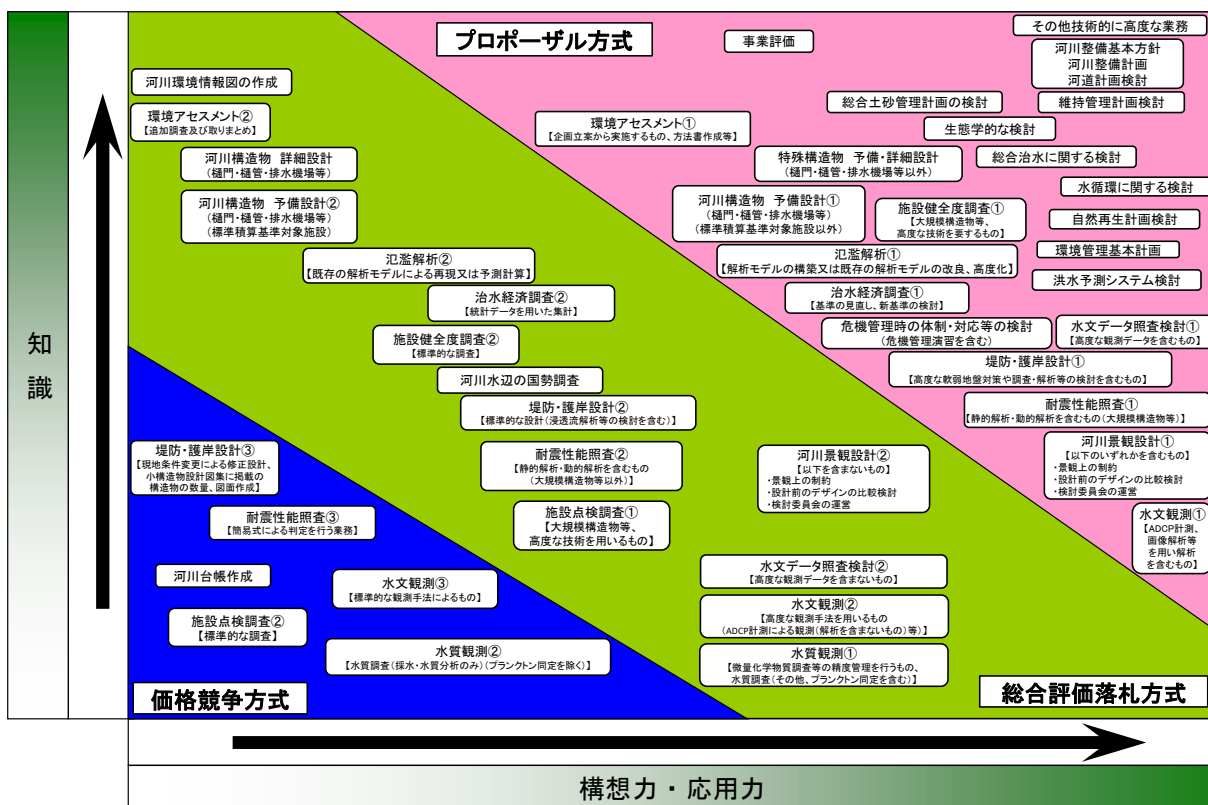 プロポーザル方式
事業評価
その他技術的に高度な業務
河川整備基本方針
河川整備計画
河道計画検討
総合土砂管理計画の検討
維持管理計画検討
環境アセスメント①
【企画立案から実施するもの、方法書作成等】
生態学的な検討
特殊構造物 予備・詳細設計
(樋門・樋管・排水機場等以外)
総合治水に関する検討
水循環に関する検討
河川構造物 予備設計①
(樋門・樋管・排水機場等)
(標準積算基準対象施設以外)
施設健全度調査①
【大規模構造物等、
高度な技術を要するもの】
自然再生計画検討
氾濫解析①
【解析モデルの構築又は既存の解析モデルの改良、高度化】
環境管理基本計画
洪水予測システム検討
治水経済調査①
【基準の見直し、新基準の検討】
危機管理時の体制・対応等の検討
(危機管理演習を含む)
水文データ照査検討①
【高度な観測データを含むもの】
堤防・護岸設計①
【高度な軟弱地盤対策や調査・解析等の検討を含むもの】
耐震性能照査①
【静的解析・動的解析を含むもの(大規模構造物等)】
河川景観設計①
【以下のいずれかを含むもの】
・景観上の制約
・設計前のデザインの比較検討
・検討委員会の運営
水文観測①
【ADCP計測、
画像解析等
を用い解析
を含むもの】
河川環境情報図の作成
環境アセスメント②
【追加調査及び取りまとめ】
河川構造物 詳細設計
(樋門・樋管・排水機場等)
河川構造物 予備設計②
(樋門・樋管・排水機場等)
(標準積算基準対象施設)
氾濫解析②
【既存の解析モデルによる再現又は予測計算】
治水経済調査②
【統計データを用いた集計】
施設健全度調査②
【標準的な調査】
河川水辺の国勢調査
堤防・護岸設計②
【標準的な設計(浸透流解析等の検討を含む)】
耐震性能照査②
【静的解析・動的解析を含むもの
(大規模構造物等以外)】
河川景観設計②
【以下を含まないもの】
・景観上の制約
・設計前のデザインの比較検討
・検討委員会の運営
施設点検調査①
【大規模構造物等、
高度な技術を用いるもの】
水文データ照査検討②
【高度な観測データを含まないもの】
水文観測②
【高度な観測手法を用いるもの
(ADCP計測による観測(解析を含まないもの)等)】
水質観測①
【微量化学物質調査等の精度管理を行うもの、
水質調査(その他、プランクトン同定を含む)】
総合評価落札方式
堤防・護岸設計③
【現地条件変更による修正設計、
小構造物設計図集に掲載の
構造物の数量、図面作成】
耐震性能照査③
【簡易式による判定を行う業務】
河川台帳作成
水文観測③
【標準的な観測手法によるもの】
施設点検調査②
【標準的な調査】
水質観測②
【水質調査(採水・水質分析のみ)(プランクトン同定を除く)】
価格競争方式
知識
構想力・応用力